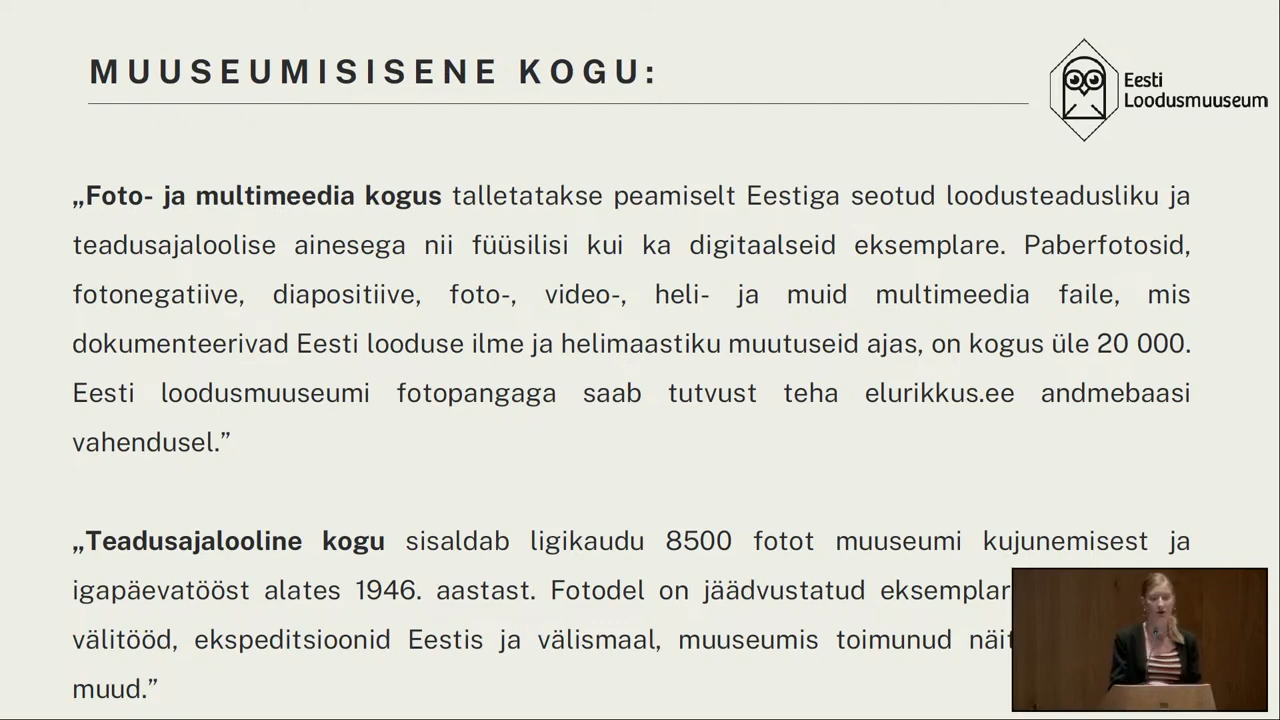 MUUSEUMISISENE KOGU:
Eesti
Loodusmuuseum
„Foto- ja multimeedia kogus talletatakse peamiselt Eestiga seotud loodusteadusliku ja
teadusajaloolise ainesega nii füüsilisi kui ka digitaalseid eksemplare. Paberfotosid,
fotonegatiive, diapositiive, foto-, video-, heli- ja muid multimeedia faile, mis
dokumenteerivad Eesti looduse ilme ja helimaastiku muutuseid ajas, on kogus üle 20 000.
Eesti loodusmuuseumi fotopangaga saab tutvust teha elurikkus.ee andmebaasi
vahendusel.”
„Teadusajalooline kogu sisaldab ligikaudu 8500 fotot muuseumi kujunemisest ja
igapäevatööst alates 1946. aastast. Fotodel on jäädvustatud
välitööd, ekspeditsioonid Eestis ja välismaal, muuseumis toimunud
muud.”